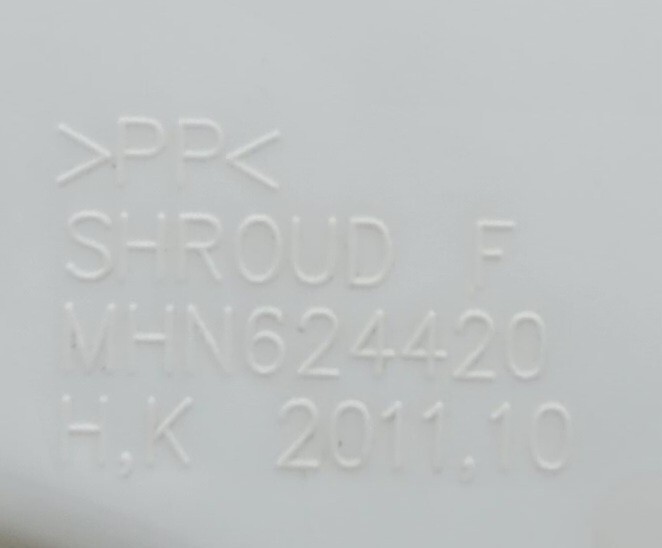 >PP<
SHROUD F
MHN624420
H,K 2011.10